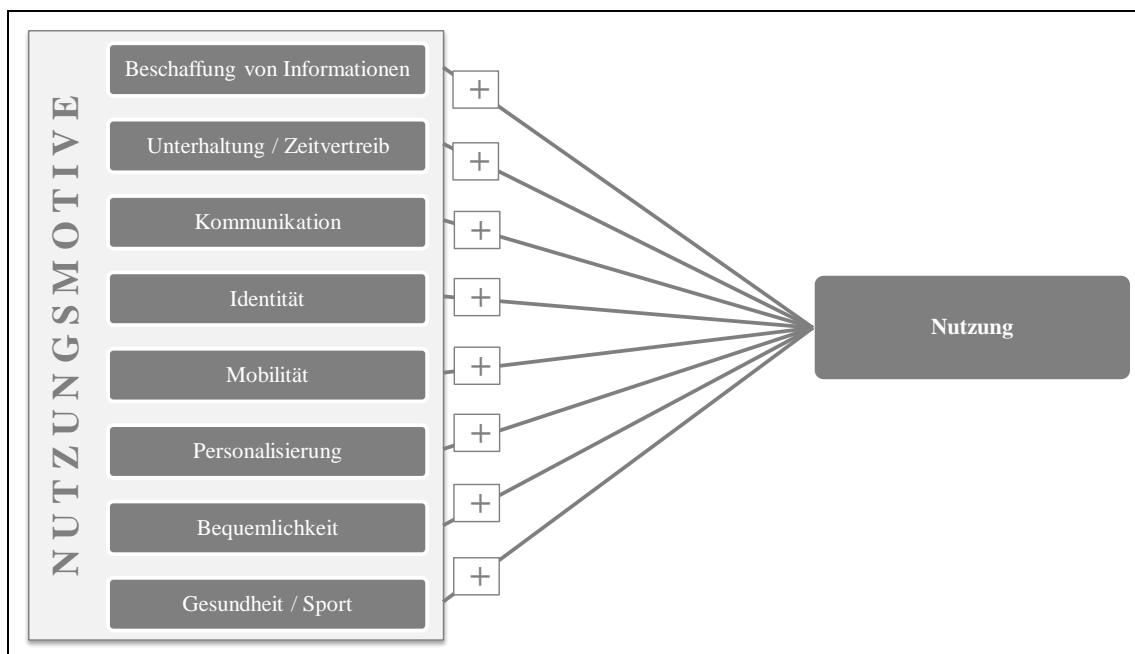 NUTZUNGSMOTIVE
Beschaffung von Informationen
+
Unterhaltung / Zeitvertreib
+
Kommunikation
+
Identität
+
Mobilität
+
Personalisierung
+
Bequemlichkeit
+
Gesundheit / Sport
+
Nutzung